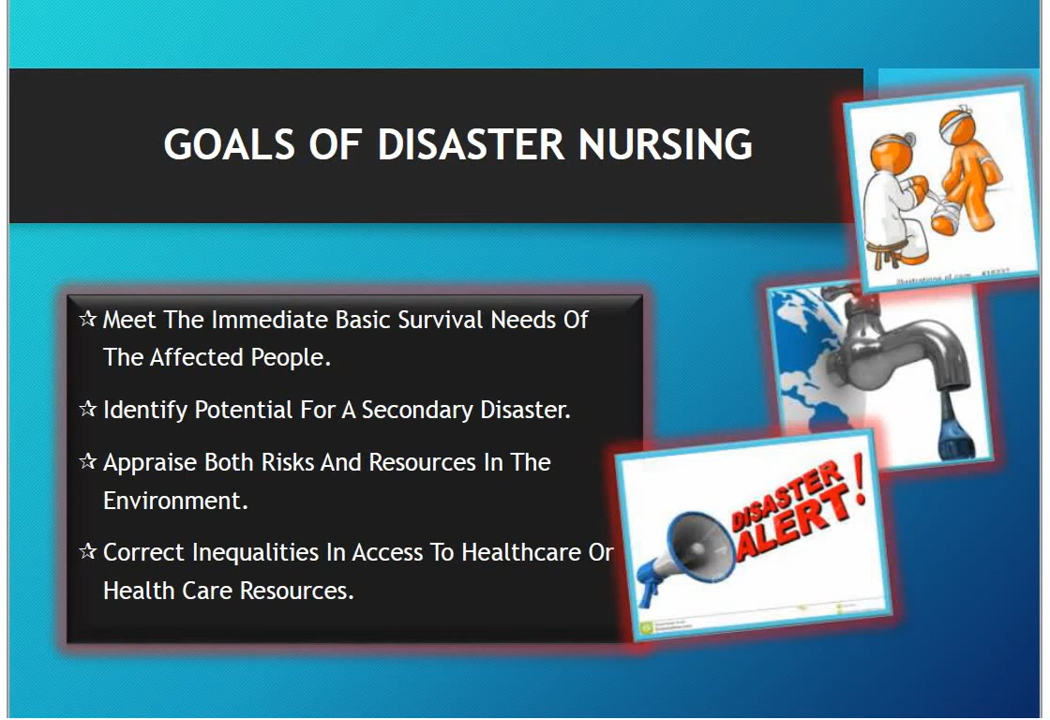 GOALS OF DISASTER NURSING
☆ Meet The Immediate Basic Survival Needs Of
The Affected People.
☆ Identify Potential For A Secondary Disaster.
☆ Appraise Both Risks And Resources In The
Environment.
☆ Correct Inequalities In Access To Healthcare Or
Health Care Resources.
DISASTER
ALERT!